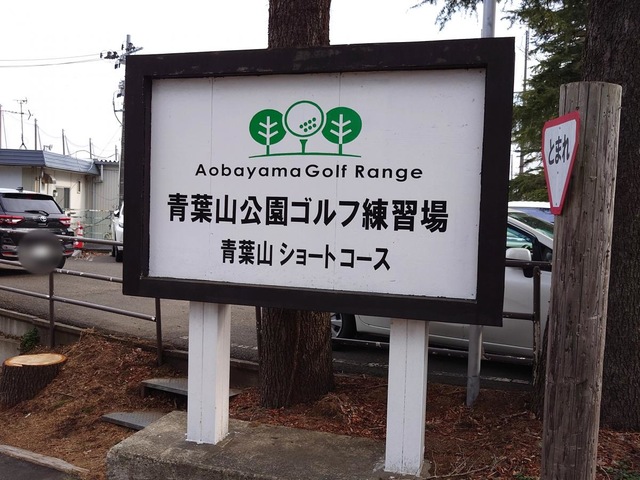 Aobayama Golf Range
青葉山公園ゴルフ練習場
青葉山 ショートコース
とまれ